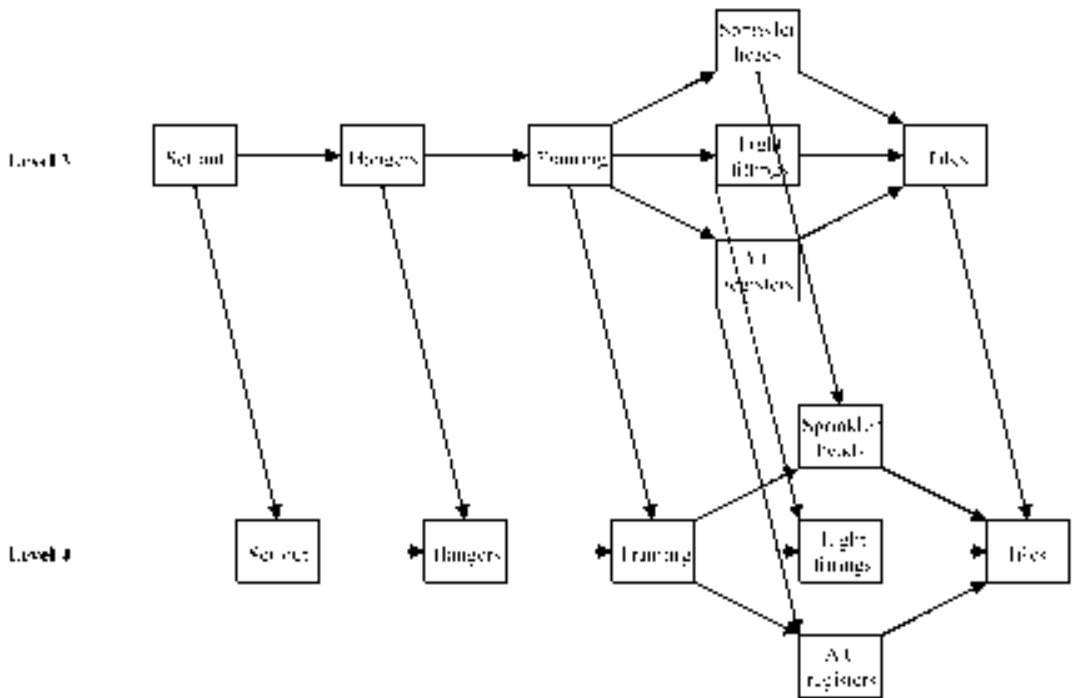 Sprinkler
heads
Level 3
Set out
Hangers
Framing
Light
fittings
Tiles
A/C
registers
Sprinkler
heads
Level 4
Set out
Hangers
Framing
Light
fittings
Tiles
A/C
registers